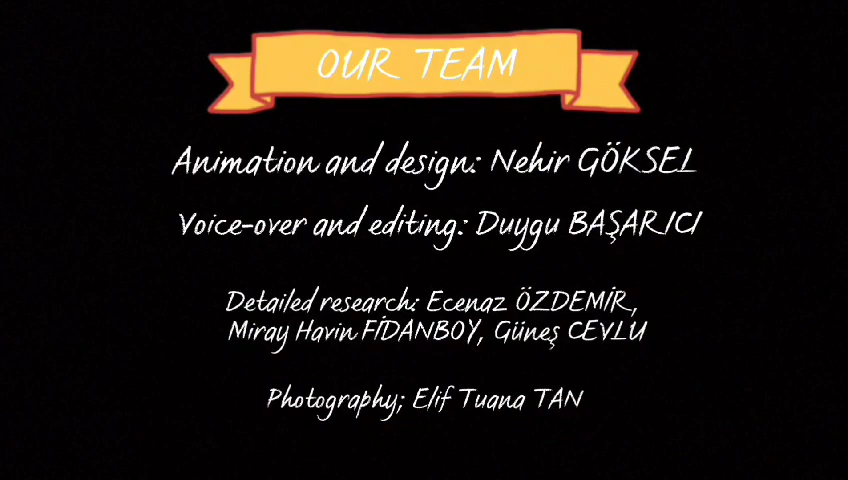 OUR TEAM
Animation and design: Nehir GÖKSEL
Voice-over and editing: Duygu BAŞARICI
Detailed research: Ecenaz ÖZDEMİR,
Miray Havin FİDANBOY, Güneş CEVLU
Photography; Elif Tuana TAN